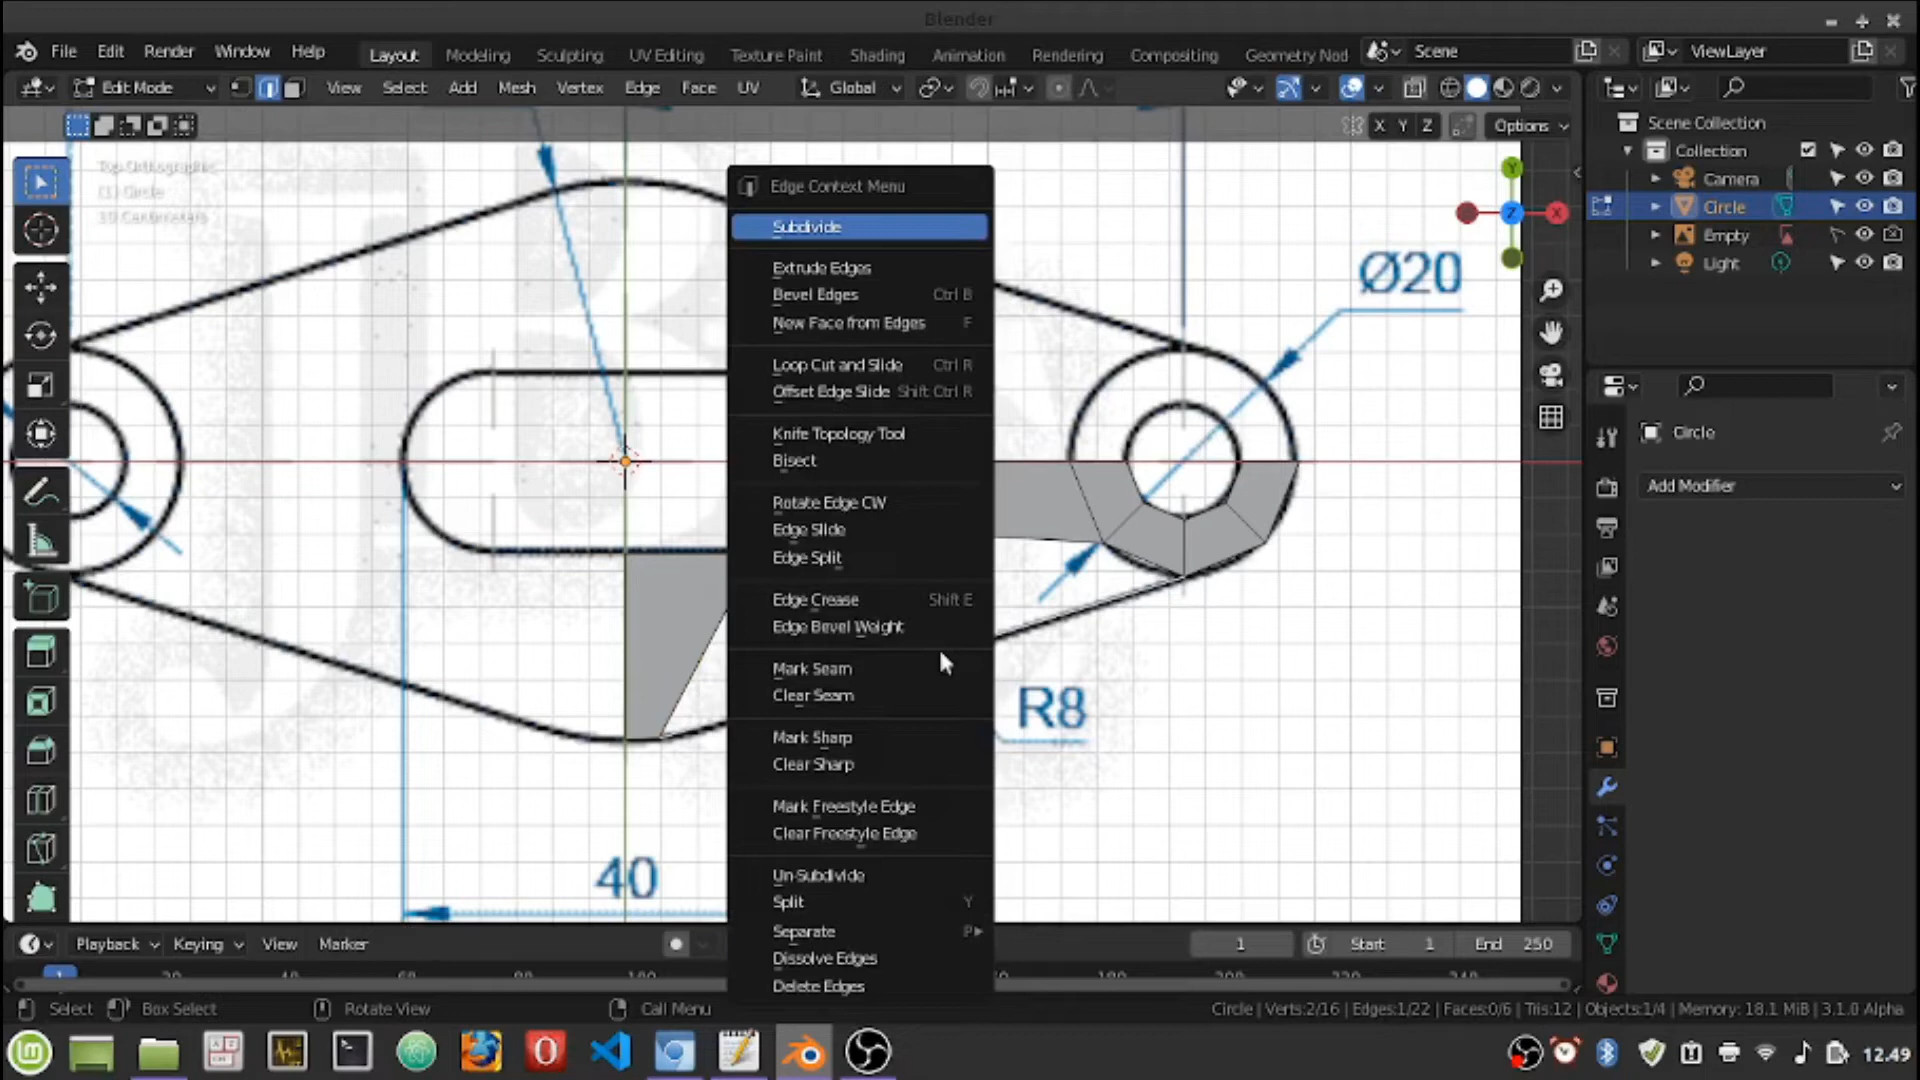 Blender
File Edit Render Window Help
Layout Modeling Sculpting UV Editing Texture Paint Shading Animation Rendering Compositing Geometry Nod
Scene
ViewLayer
Edit Mode
View Select Add Mesh Vertex Edge Face UV
Global
X Y Z
Options
Top Orthographic
(1) Circle
10 Centimeters
Scene Collection
Collection
Camera
Circle
Empty
Light
Y
Z
X
Circle
Add Modifier
Edge Context Menu
Subdivide
Extrude Edges
Bevel Edges Ctrl B
New Face from Edges F
Loop Cut and Slide Ctrl R
Offset Edge Slide Shift Ctrl R
Knife Topology Tool
Bisect
Rotate Edge CW
Edge Slide
Edge Split
Edge Crease Shift E
Edge Bevel Weight
Mark Seam
Clear Seam
Mark Sharp
Clear Sharp
Mark Freestyle Edge
Clear Freestyle Edge
Un-Subdivide
Split Y
Separate P
Dissolve Edges
Delete Edges
Ø20
R8
40
Playback Keying View Marker
1
Start 1
End 250
1
Select Box Select Rotate View Call Menu
Circle | Verts:2/16 | Edges:1/22 | Faces:0/6 | Tris:12 | Objects:1/4 | Memory: 18.1 MiB | 3.1.0 Alpha
12.49